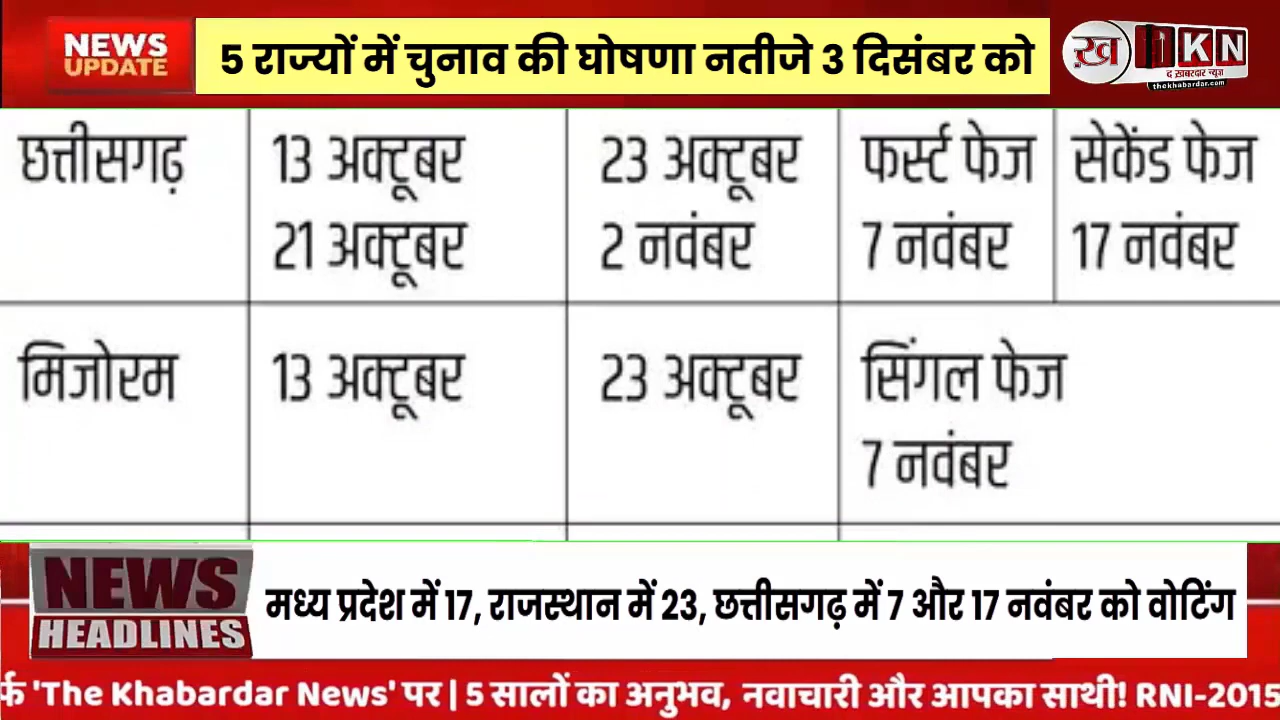 NEWS
UPDATE
5 राज्यों में चुनाव की घोषणा नतीजे 3 दिसंबर को
ख KN
द ख़बरदार न्यूज़
thekhabardar.com
छत्तीसगढ़ 13 अक्टूबर 23 अक्टूबर फर्स्ट फेज सेकेंड फेज
21 अक्टूबर 2 नवंबर 7 नवंबर 17 नवंबर
मिजोरम 13 अक्टूबर 23 अक्टूबर सिंगल फेज
7 नवंबर
NEWS
HEADLINES
मध्य प्रदेश में 17, राजस्थान में 23, छत्तीसगढ़ में 7 और 17 नवंबर को वोटिंग
र्फ 'The Khabardar News' पर | 5 सालों का अनुभव, नवाचारी और आपका साथी! RNI-2015